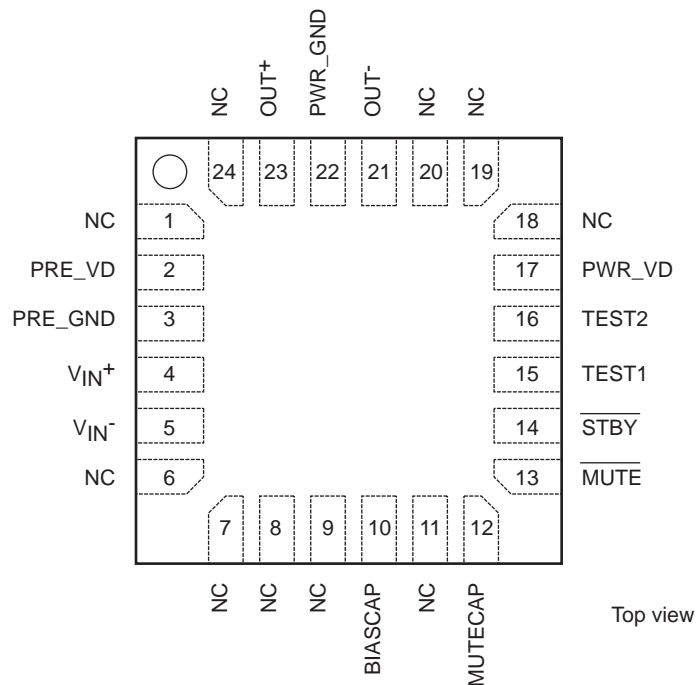 NC
OUT+
PWR_GND
OUT-
NC
NC
24
23
22
21
20
19
NC 1
18 NC
PRE_VD 2
17 PWR_VD
PRE_GND 3
16 TEST2
VIN+ 4
15 TEST1
VIN- 5
14 STBY
NC 6
13 MUTE
7
8
9
10
11
12
NC
NC
NC
BIASCAP
NC
MUTECAP
Top view